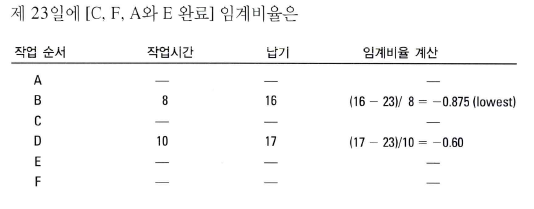 제 23일에 [C, F, A와 E 완료] 임계비율은
작업 순서 작업시간 납기 임계비율 계산
A — — —
B 8 16 (16 − 23)/ 8 = −0.875 (lowest)
C — — —
D 10 17 (17 − 23)/10 = −0.60
E — — —
F — — —